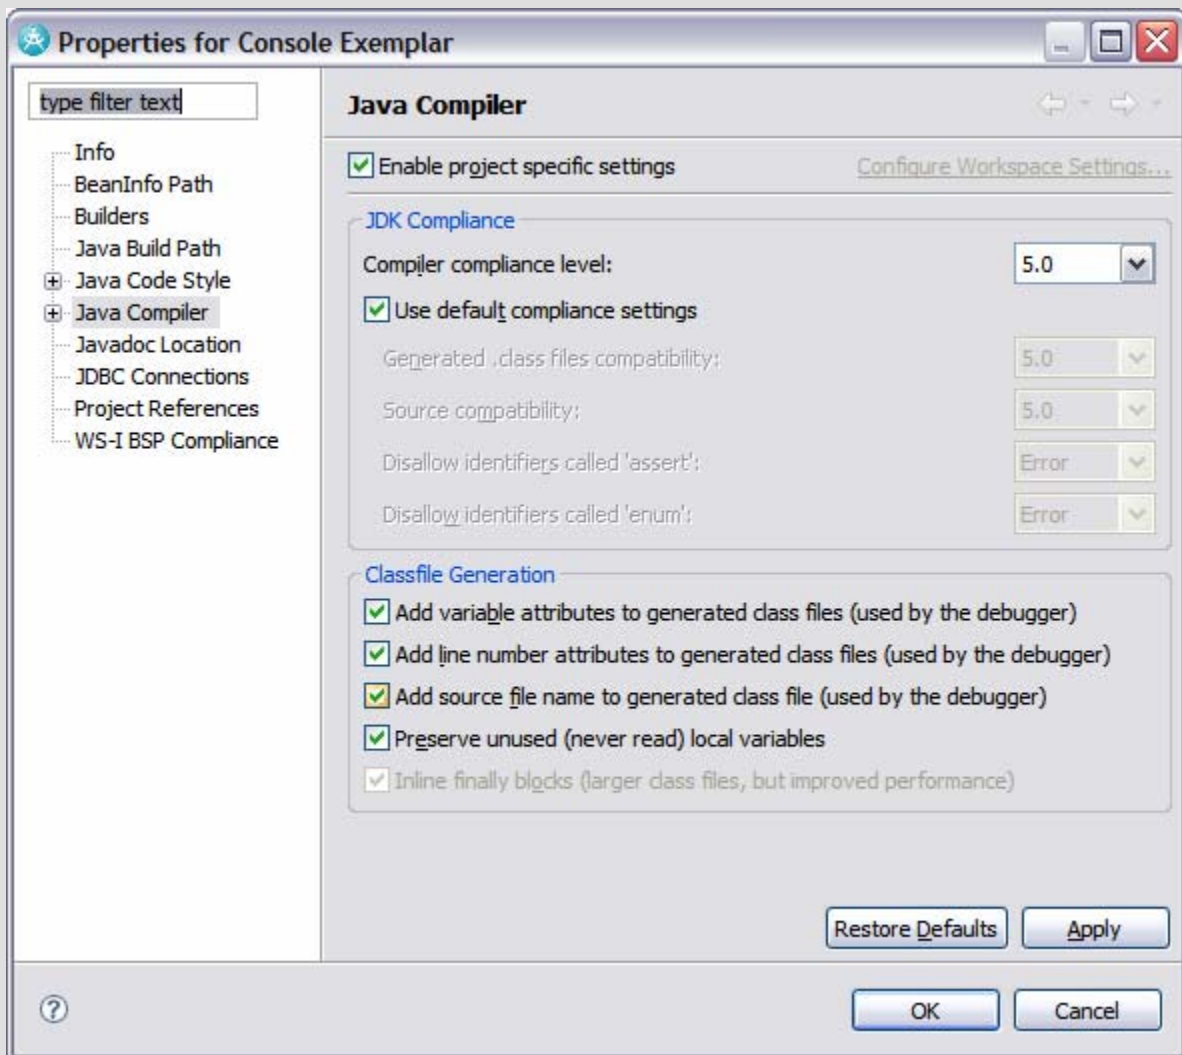 Properties for Console Exemplar
type filter text
Info
BeanInfo Path
Builders
Java Build Path
Java Code Style
Java Compiler
Javadoc Location
JDBC Connections
Project References
WS-I BSP Compliance
Java Compiler
Enable project specific settings
Configure Workspace Settings...
JDK Compliance
Compiler compliance level:
5.0
Use default compliance settings
Generated .class files compatibility:
5.0
Source compatibility:
5.0
Disallow identifiers called 'assert':
Error
Disallow identifiers called 'enum':
Error
Classfile Generation
Add variable attributes to generated class files (used by the debugger)
Add line number attributes to generated class files (used by the debugger)
Add source file name to generated class file (used by the debugger)
Preserve unused (never read) local variables
Inline finally blocks (larger class files, but improved performance)
Restore Defaults
Apply
OK
Cancel